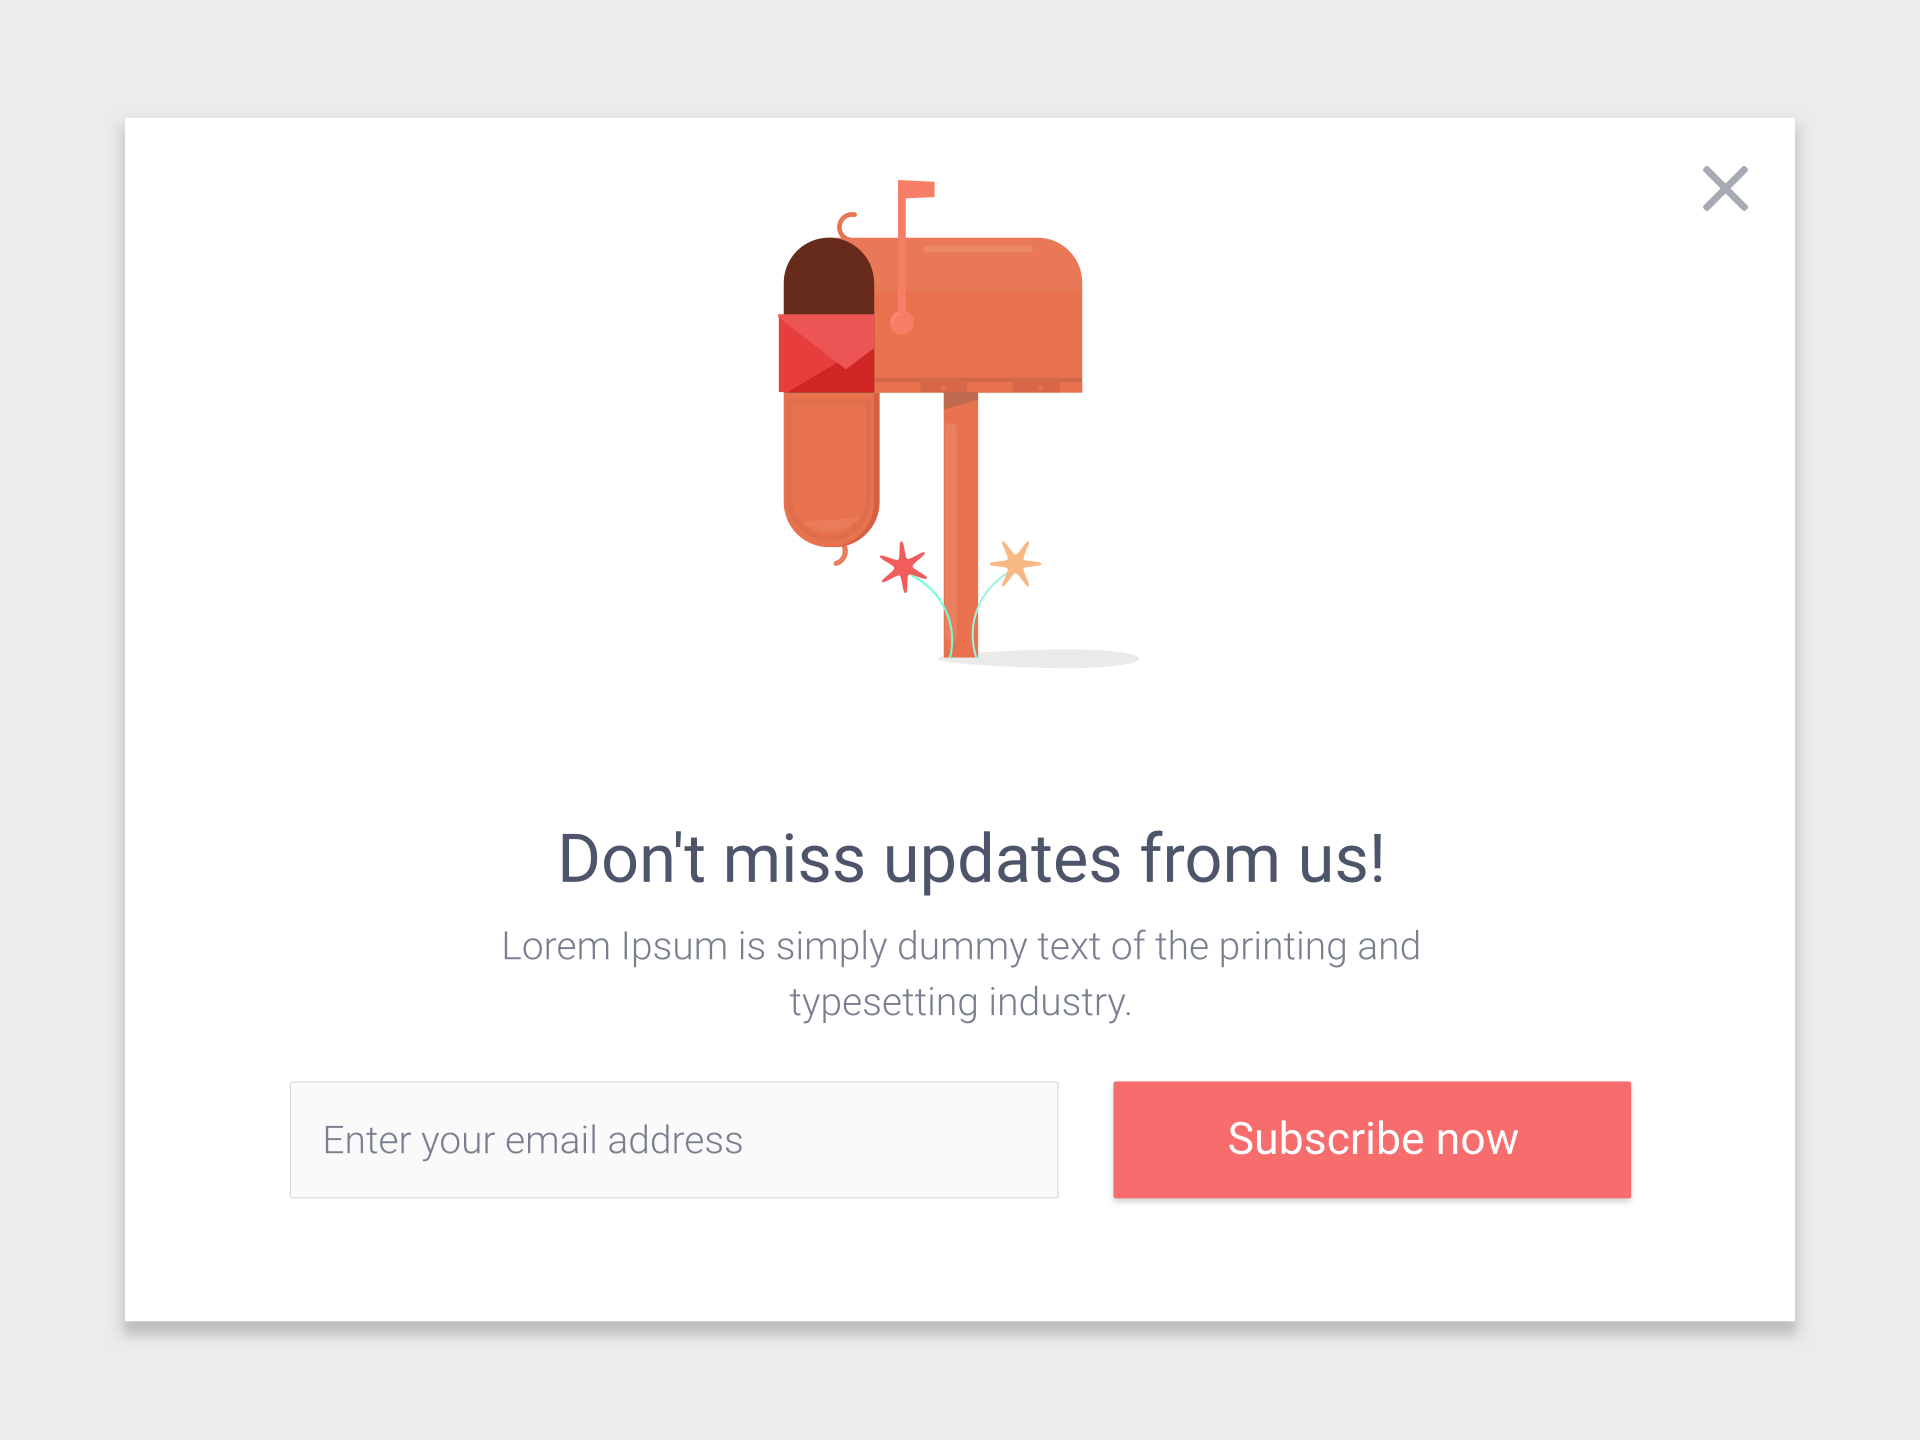 Don't miss updates from us!
Lorem Ipsum is simply dummy text of the printing and
typesetting industry.
Enter your email address
Subscribe now